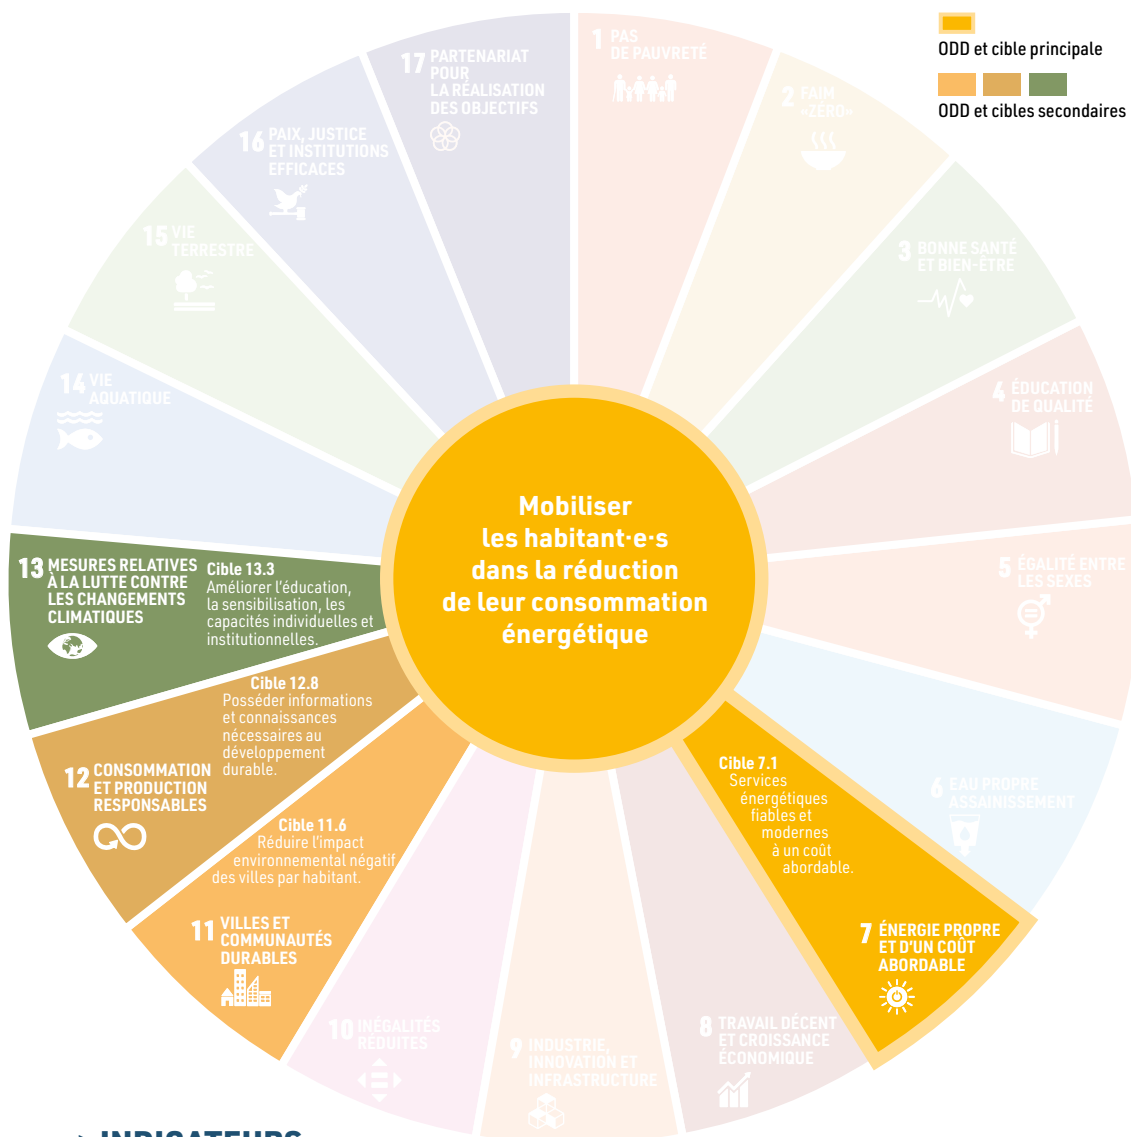 1 PAS
DE PAUVRETÉ
2 FAIM
«ZÉRO»
3 BONNE SANTÉ
ET BIEN-ÊTRE
4 ÉDUCATION
DE QUALITÉ
5 ÉGALITÉ ENTRE
LES SEXES
6 EAU PROPRE
ASSAINISSEMENT
Cible 7.1
Services
énergétiques
fiables et
modernes
à un coût
abordable.
7 ÉNERGIE PROPRE
ET D'UN COÛT
ABORDABLE
8 TRAVAIL DÉCENT
ET CROISSANCE
ÉCONOMIQUE
9 INDUSTRIE,
INNOVATION ET
INFRASTRUCTURE
10 INÉGALITÉS
RÉDUITES
Cible 11.6
Réduire l'impact
environnemental négatif
des villes par habitant.
11 VILLES ET
COMMUNAUTÉS
DURABLES
Cible 12.8
Posséder informations
et connaissances
nécessaires au
développement
durable.
12 CONSOMMATION
ET PRODUCTION
RESPONSABLES
13 MESURES RELATIVES
À LA LUTTE CONTRE
LES CHANGEMENTS
CLIMATIQUES
Cible 13.3
Améliorer l'éducation,
la sensibilisation, les
capacités individuelles et
institutionnelles.
14 VIE
AQUATIQUE
15 VIE
TERRESTRE
16 PAIX, JUSTICE
ET INSTITUTIONS
EFFICACES
17 PARTENARIAT
POUR
LA RÉALISATION
DES OBJECTIFS
Mobiliser
les habitant·e·s
dans la réduction
de leur consommation
énergétique
ODD et cible principale
ODD et cibles secondaires
INDICATEURS